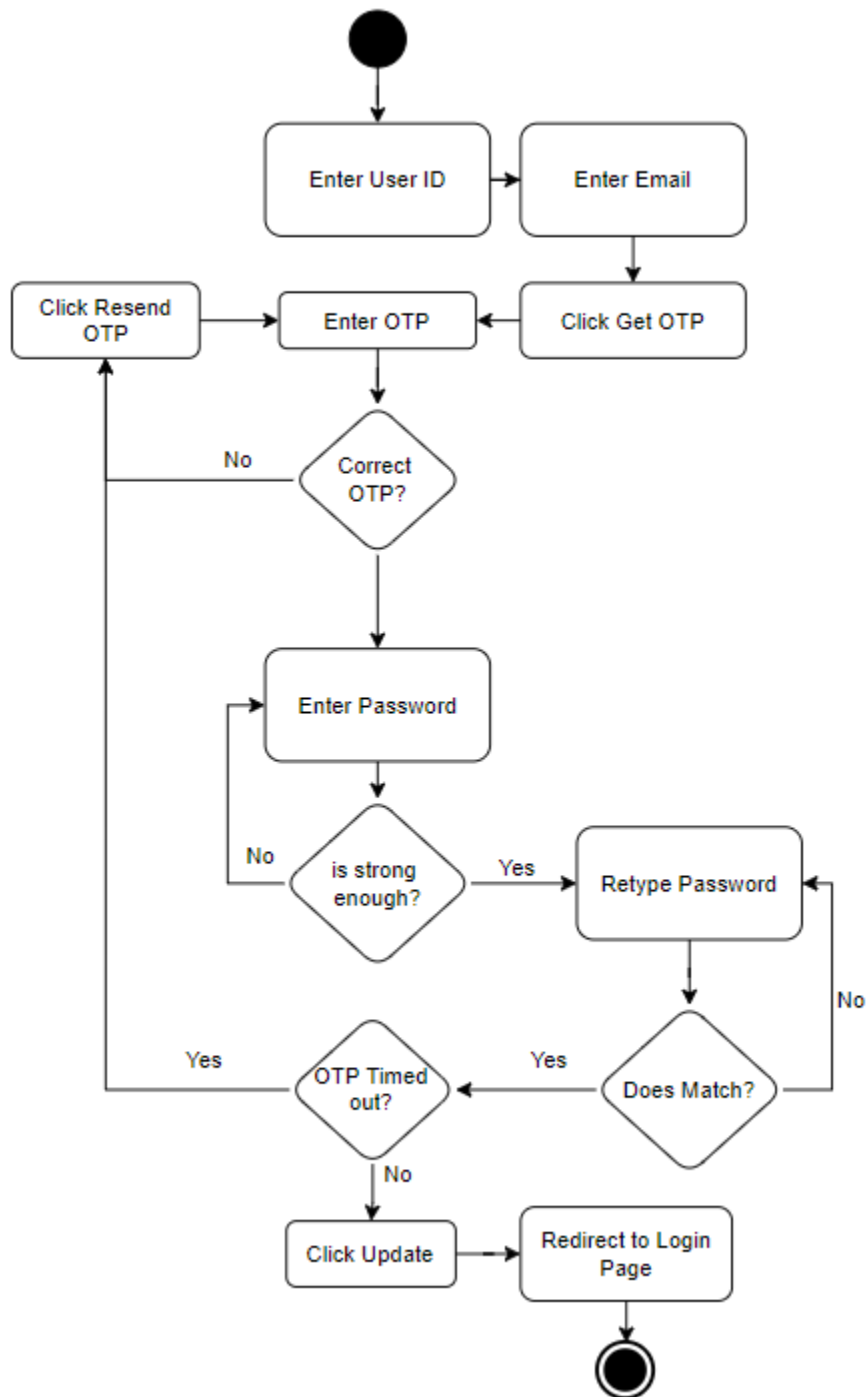 Enter User ID
Enter Email
Click Resend
OTP
Enter OTP
Click Get OTP
No
Correct
OTP?
Enter Password
No
is strong
enough?
Yes
Retype Password
No
Yes
OTP Timed
out?
Yes
Does Match?
No
Click Update
Redirect to Login
Page